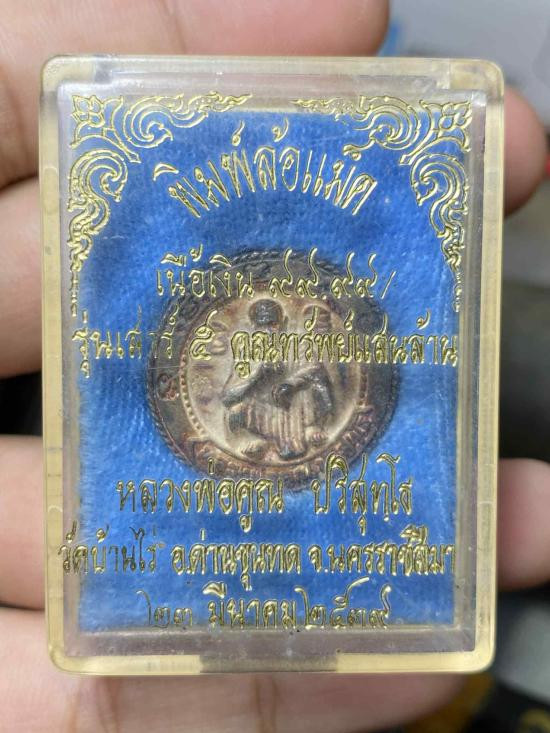 พิมพ์ล้อแม็ค
เนื้อเงิน ๙๙.๙๙/
รุ่นเสาร์ ๕ คูณทรัพย์แสนล้าน
หลวงพ่อคูณ ปริสุทฺโธ
วัดบ้านไร่ อ.ด่านขุนทด จ.นครราชสีมา
๒๓ มีนาคม ๒๕๓๙